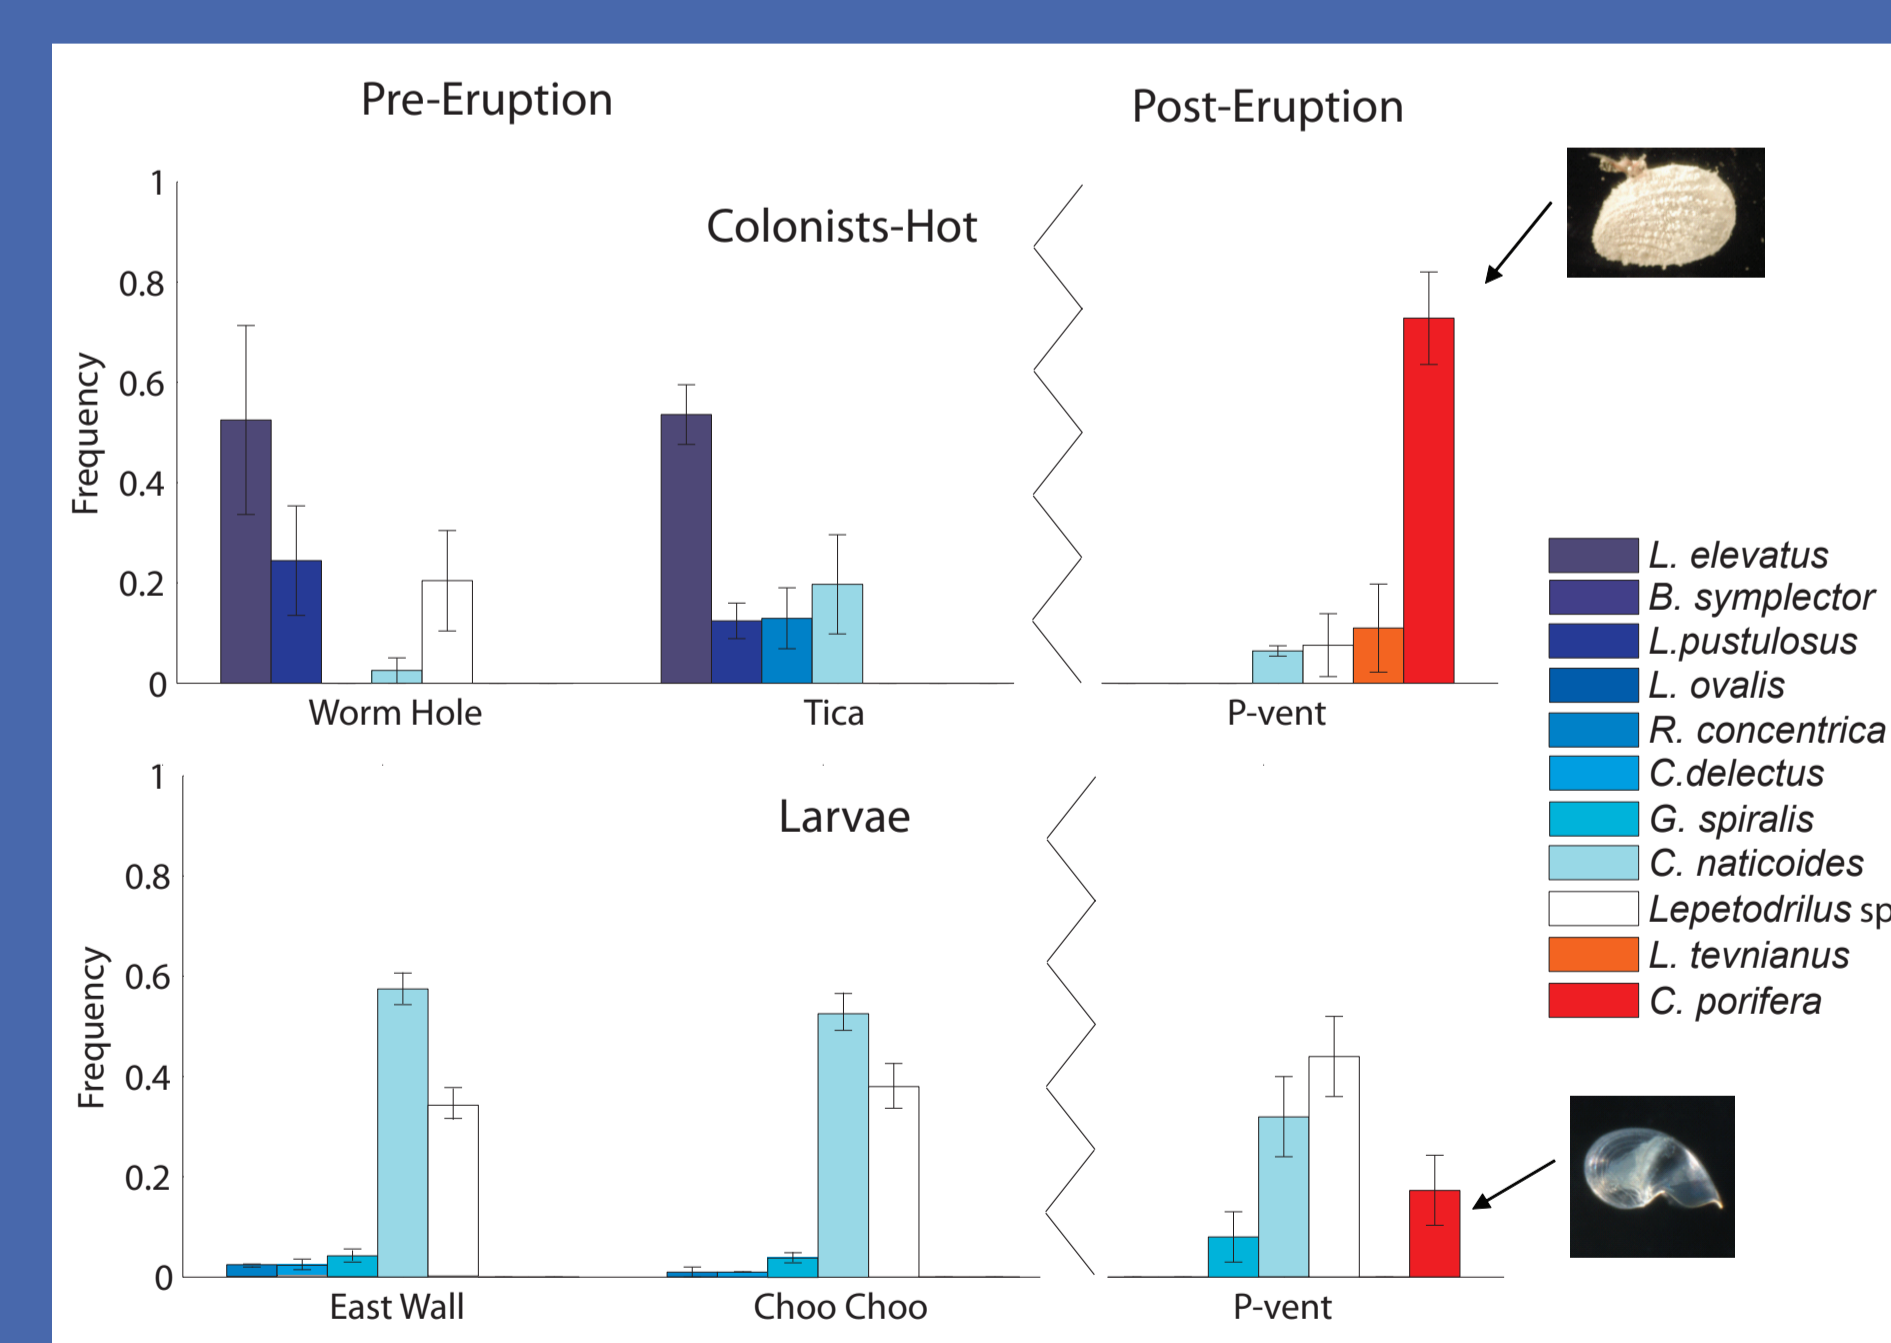 Pre-Eruption
Post-Eruption
Colonists-Hot
Frequency
1
0.8
0.6
0.4
0.2
0
Worm Hole
Tica
P-vent
Larvae
Frequency
1
0.8
0.6
0.4
0.2
0
East Wall
Choo Choo
P-vent
L. elevatus
B. symplector
L.pustulosus
L. ovalis
R. concentrica
C.delectus
G. spiralis
C. naticoides
Lepetodrilus sp
L. tevnianus
C. porifera